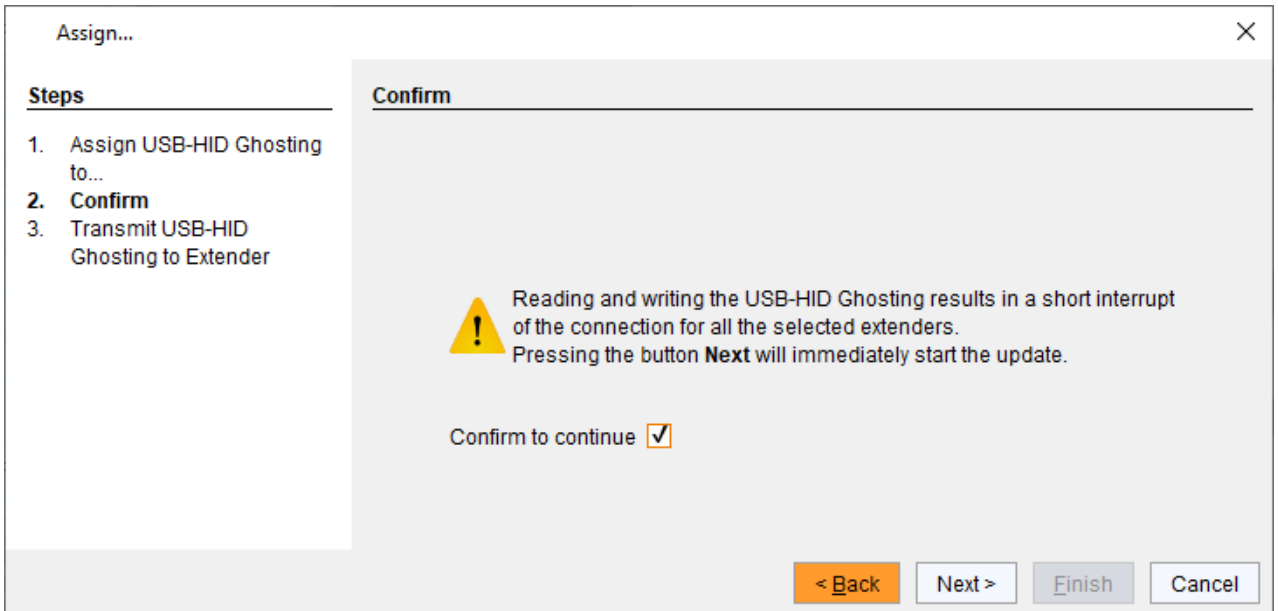 Assign...
Steps
1. Assign USB-HID Ghosting
to...
2. Confirm
3. Transmit USB-HID
Ghosting to Extender
Confirm
Reading and writing the USB-HID Ghosting results in a short interrupt
of the connection for all the selected extenders.
Pressing the button Next will immediately start the update.
Confirm to continue
< Back Next > Finish Cancel